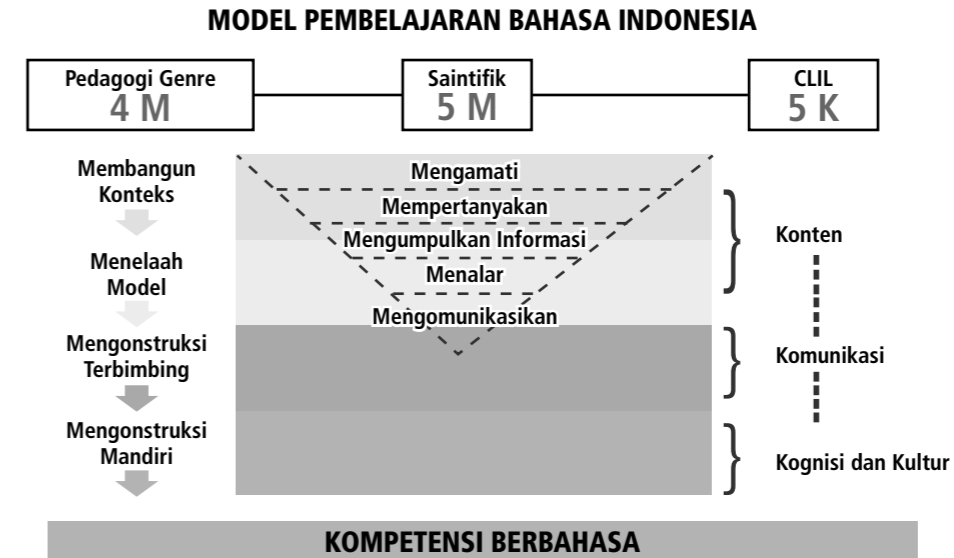 MODEL PEMBELAJARAN BAHASA INDONESIA
Pedagogi Genre
4 M
Saintifik
5 M
CLIL
5 K
Membangun
Konteks
Menelaah
Model
Mengonstruksi
Terbimbing
Mengonstruksi
Mandiri
Mengamati
Mempertanyakan
Mengumpulkan Informasi
Menalar
Mengomunikasikan
Konten
Komunikasi
Kognisi dan Kultur
KOMPETENSI BERBAHASA